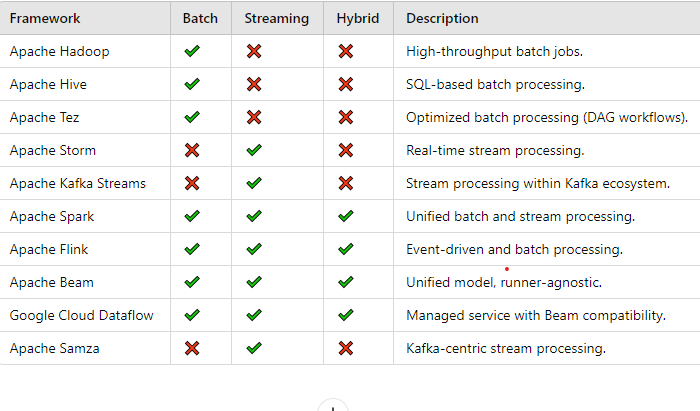 Framework Batch Streaming Hybrid Description
Apache Hadoop ✔ ❌ ❌ High-throughput batch jobs.
Apache Hive ✔ ❌ ❌ SQL-based batch processing.
Apache Tez ✔ ❌ ❌ Optimized batch processing (DAG workflows).
Apache Storm ❌ ✔ ❌ Real-time stream processing.
Apache Kafka Streams ❌ ✔ ❌ Stream processing within Kafka ecosystem.
Apache Spark ✔ ✔ ✔ Unified batch and stream processing.
Apache Flink ✔ ✔ ✔ Event-driven and batch processing.
Apache Beam ✔ ✔ ✔ Unified model, runner-agnostic.
Google Cloud Dataflow ✔ ✔ ✔ Managed service with Beam compatibility.
Apache Samza ❌ ✔ ❌ Kafka-centric stream processing.